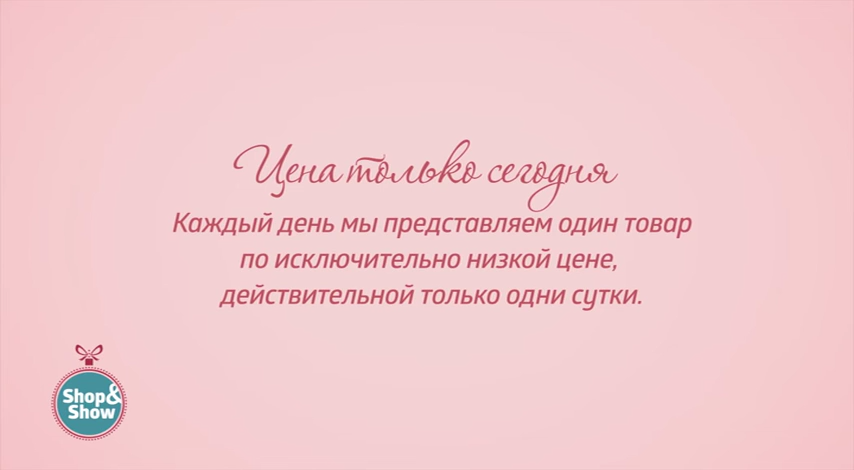 Цена только сегодня
Каждый день мы представляем один товар
по исключительно низкой цене,
действительной только одни сутки.
Shop&
Show